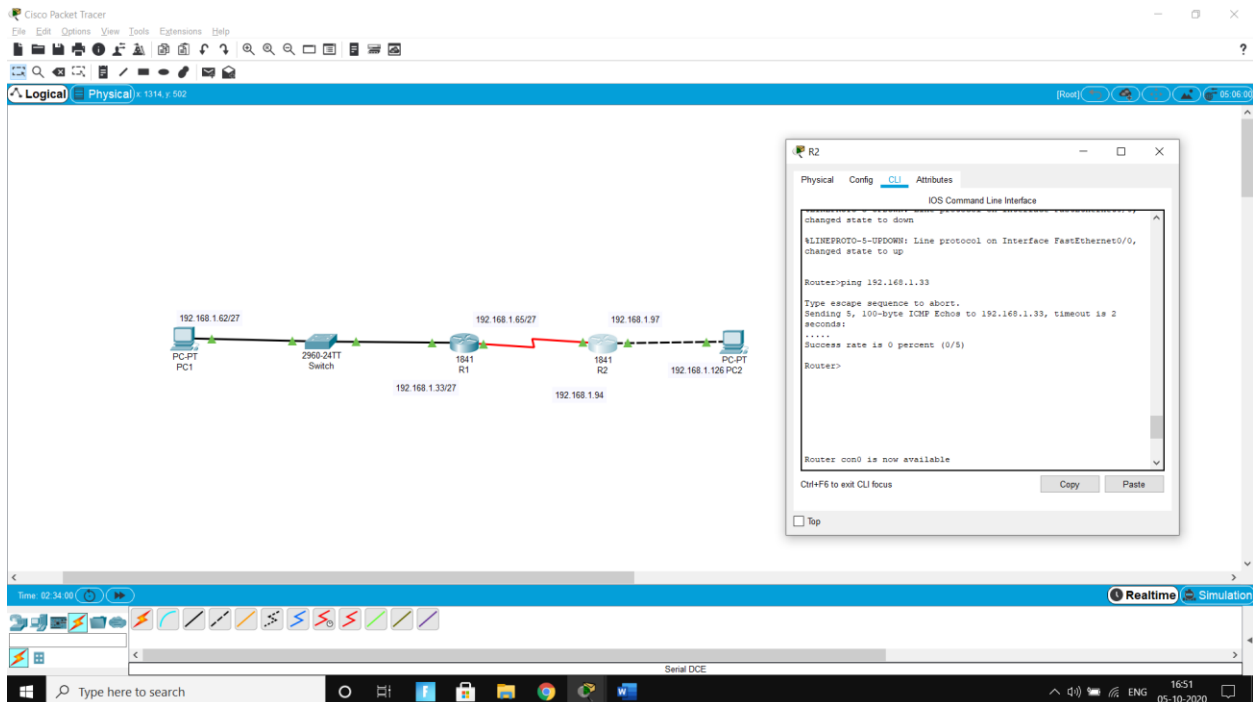 Cisco Packet Tracer
File Edit Options View Tools Extensions Help
?
Logical Physical x: 1314, y: 502
[Root] 05:06:00
192.168.1.62/27
192.168.1.65/27
192.168.1.97
PC-PT
PC1
2960-24TT
Switch
1841
R1
1841
R2
PC-PT
192.168.1.126 PC2
192.168.1.33/27
192.168.1.94
R2
Physical Config CLI Attributes
IOS Command Line Interface
changed state to down
%LINEPROTO-5-UPDOWN: Line protocol on Interface FastEthernet0/0,
changed state to up
Router>ping 192.168.1.33
Type escape sequence to abort.
Sending 5, 100-byte ICMP Echos to 192.168.1.33, timeout is 2
seconds:
.....
Success rate is 0 percent (0/5)
Router>
Router con0 is now available
Ctrl+F6 to exit CLI focus
Copy Paste
Top
Time: 02:34:00
Realtime Simulation
Serial DCE
Type here to search
ENG
16:51
05-10-2020